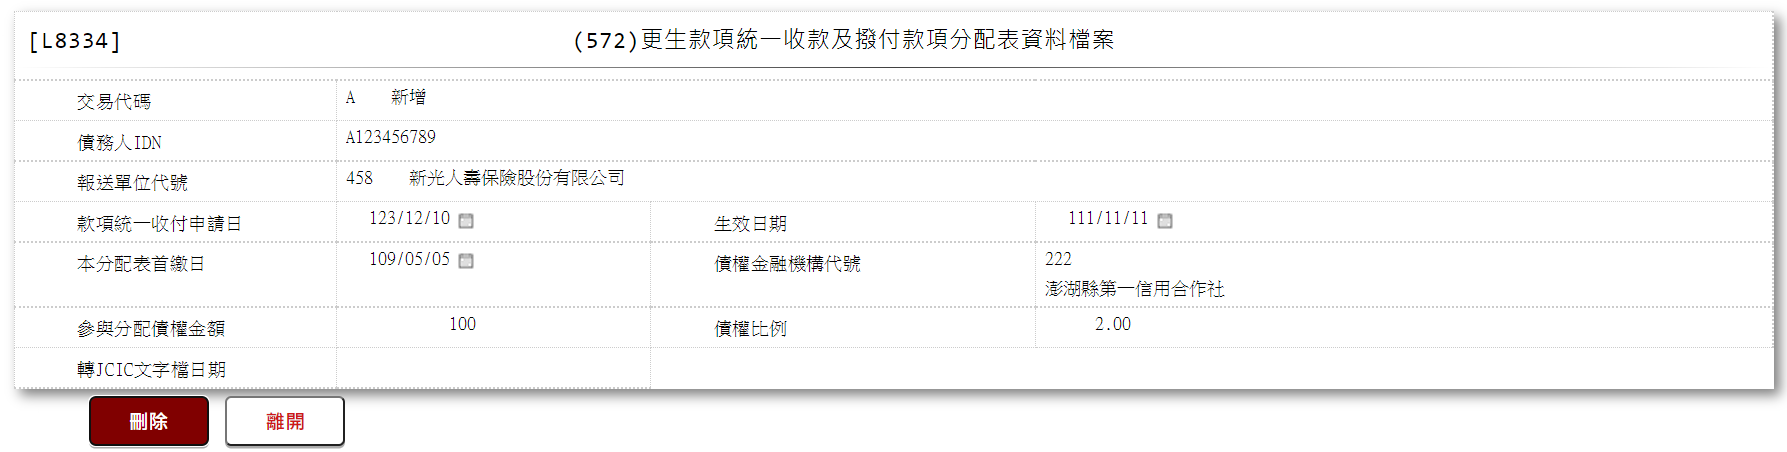 [L8334] (572)更生款項統一收款及撥付款項分配表資料檔案
交易代碼 A 新增
債務人IDN A123456789
報送單位代號 458 新光人壽保險股份有限公司
款項統一收付申請日 123/12/10 生效日期 111/11/11
本分配表首繳日 109/05/05 債權金融機構代號 222
澎湖縣第一信用合作社
參與分配債權金額 100 債權比例 2.00
轉JCIC文字檔日期
刪除 離開